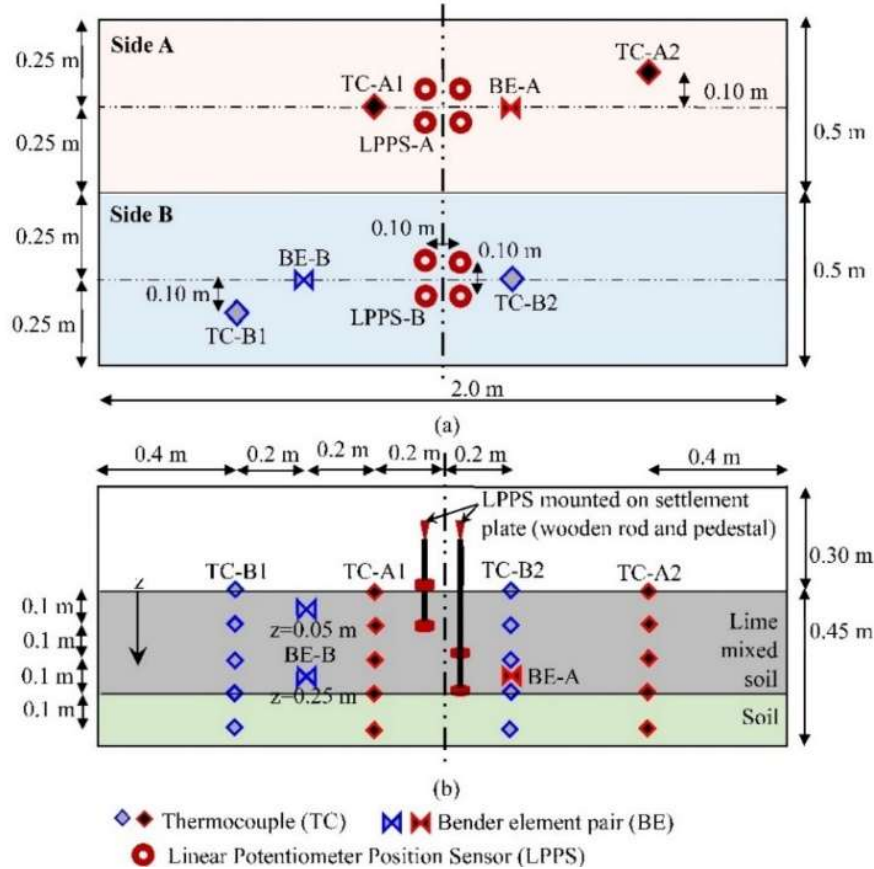 Side A
0.25 m
TC-A1
BE-A
TC-A2
0.10 m
LPPS-A
0.25 m
0.5 m
Side B
0.25 m
0.10 m
BE-B
0.10 m
0.10 m
LPPS-B
TC-B2
TC-B1
0.25 m
0.5 m
2.0 m
(a)
0.4 m
0.2 m
0.2 m
0.2 m
0.2 m
0.4 m
LPPS mounted on settlement
plate (wooden rod and pedestal)
0.30 m
TC-B1
TC-A1
TC-B2
TC-A2
z
0.1 m
z=0.05 m
0.1 m
BE-B
0.1 m
BE-A
z=0.25 m
0.1 m
Lime
mixed
soil
0.45 m
Soil
(b)
Thermocouple (TC)
Bender element pair (BE)
Linear Potentiometer Position Sensor (LPPS)